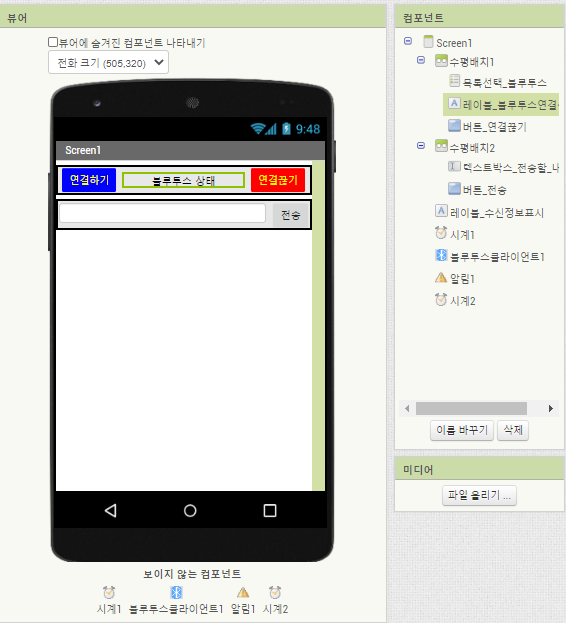 뷰어
뷰어에 숨겨진 컴포넌트 나타내기
전화 크기 (505,320)
9:48
Screen1
연결하기 블루투스 상태 연결끊기
전송
보이지 않는 컴포넌트
시계1 블루투스클라이언트1 알림1 시계2
컴포넌트
Screen1
수평배치1
목록선택_블루투스
레이블_블루투스연결
버튼_연결끊기
수평배치2
텍스트박스_전송할_내
버튼_전송
레이블_수신정보표시
시계1
블루투스클라이언트1
알림1
시계2
이름 바꾸기 삭제
미디어
파일 올리기 ...